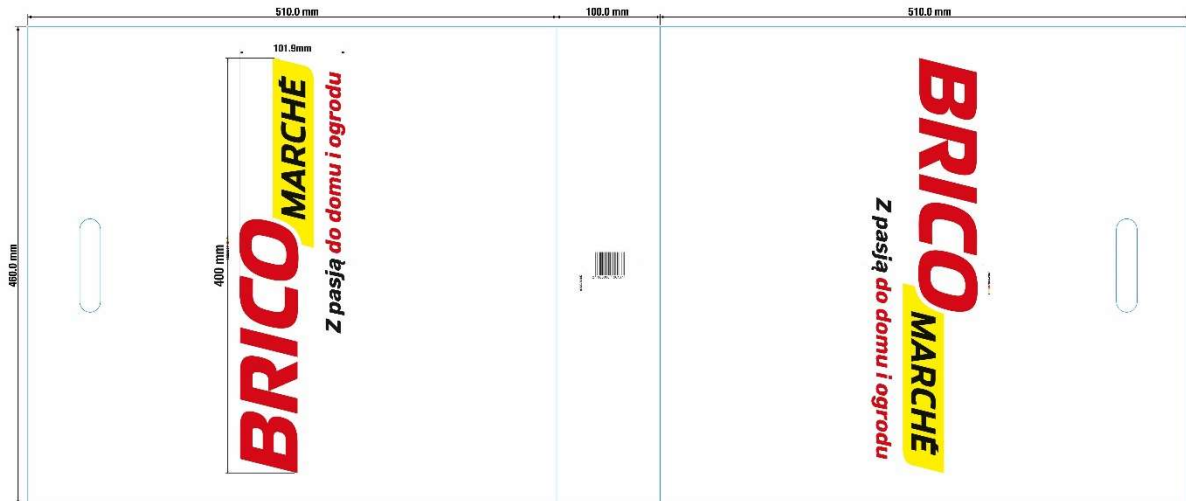 510.0 mm
100.0 mm
510.0 mm
460.0 mm
101.9mm
400 mm
BRICO
MARCHÉ
Z pasją do domu i ogrodu
BRICO
MARCHÉ
Z pasją do domu i ogrodu